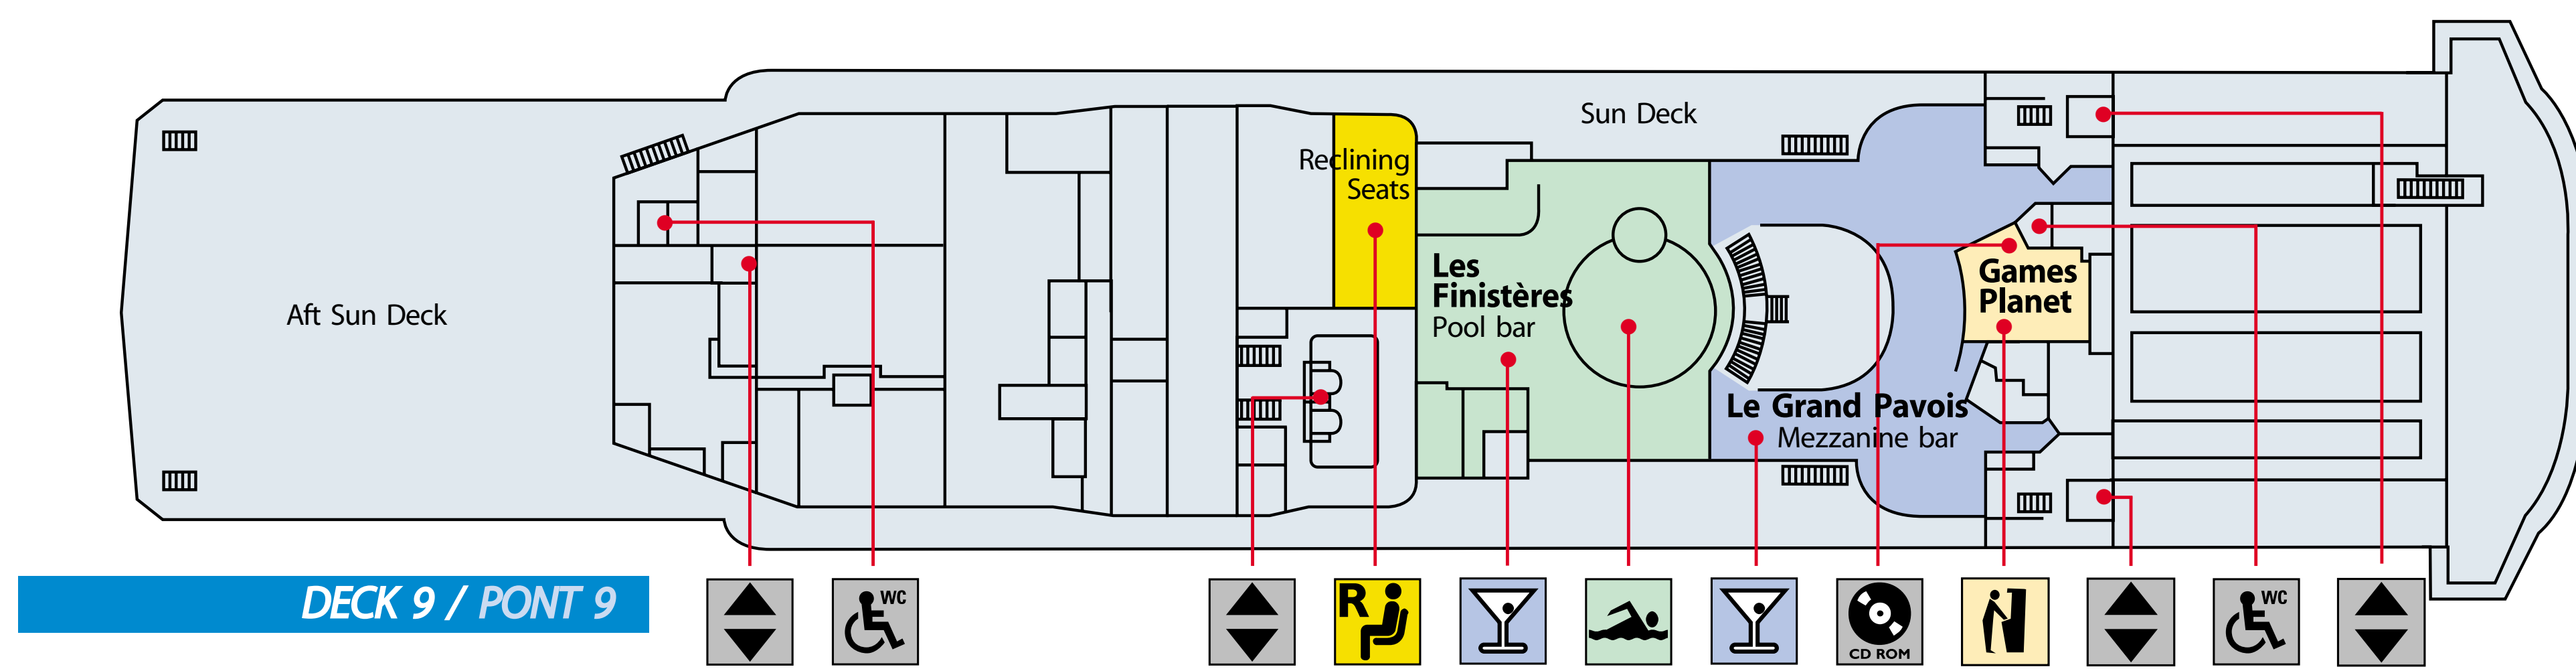 Sun Deck
Reclining
Seats
Les
Finistères
Pool bar
Games
Planet
Aft Sun Deck
Le Grand Pavois
Mezzanine bar
DECK 9 / PONT 9
WC
R
CD ROM
WC